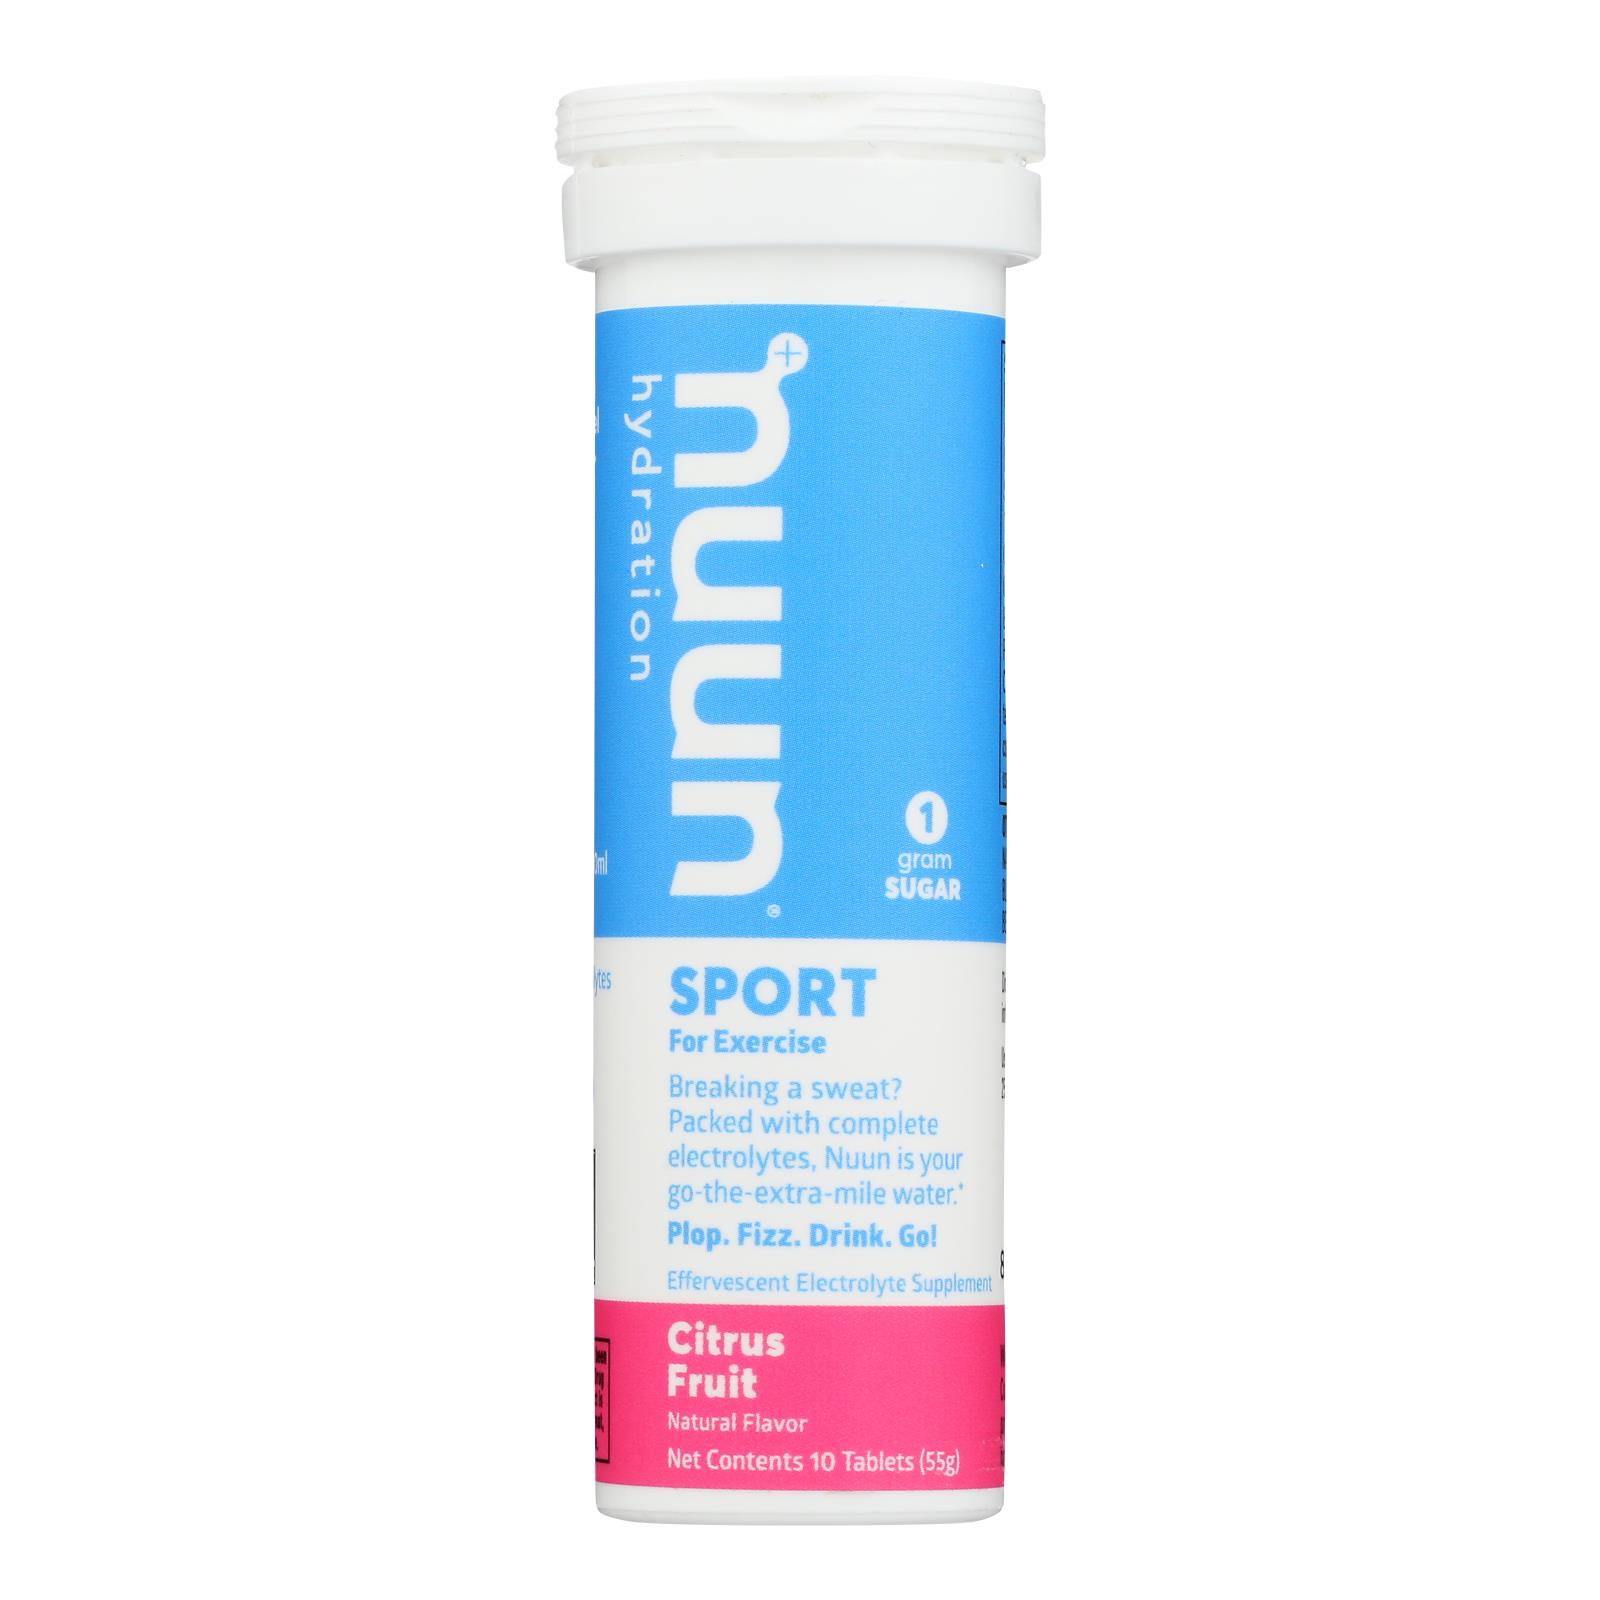 nuun
hydration
1
gram
SUGAR
SPORT
For Exercise
Breaking a sweat?
Packed with complete
electrolytes, Nuun is your
go-the-extra-mile water.*
Plop. Fizz. Drink. Go!
Effervescent Electrolyte Supplement
Citrus
Fruit
Natural Flavor
Net Contents 10 Tablets (55g)